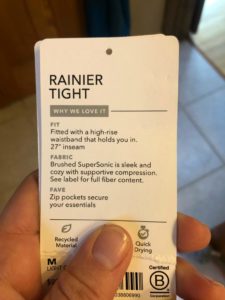 RAINIER
TIGHT
WHY WE LOVE IT
FIT
Fitted with a high-rise
waistband that holds you in.
27" inseam
FABRIC
Brushed SuperSonic is sleek and
cozy with supportive compression.
See label for full fiber content.
FAVE
Zip pockets secure
your essentials
Recycled
Material
Quick
Drying
M
LIGHT
Certified
B
Corporation